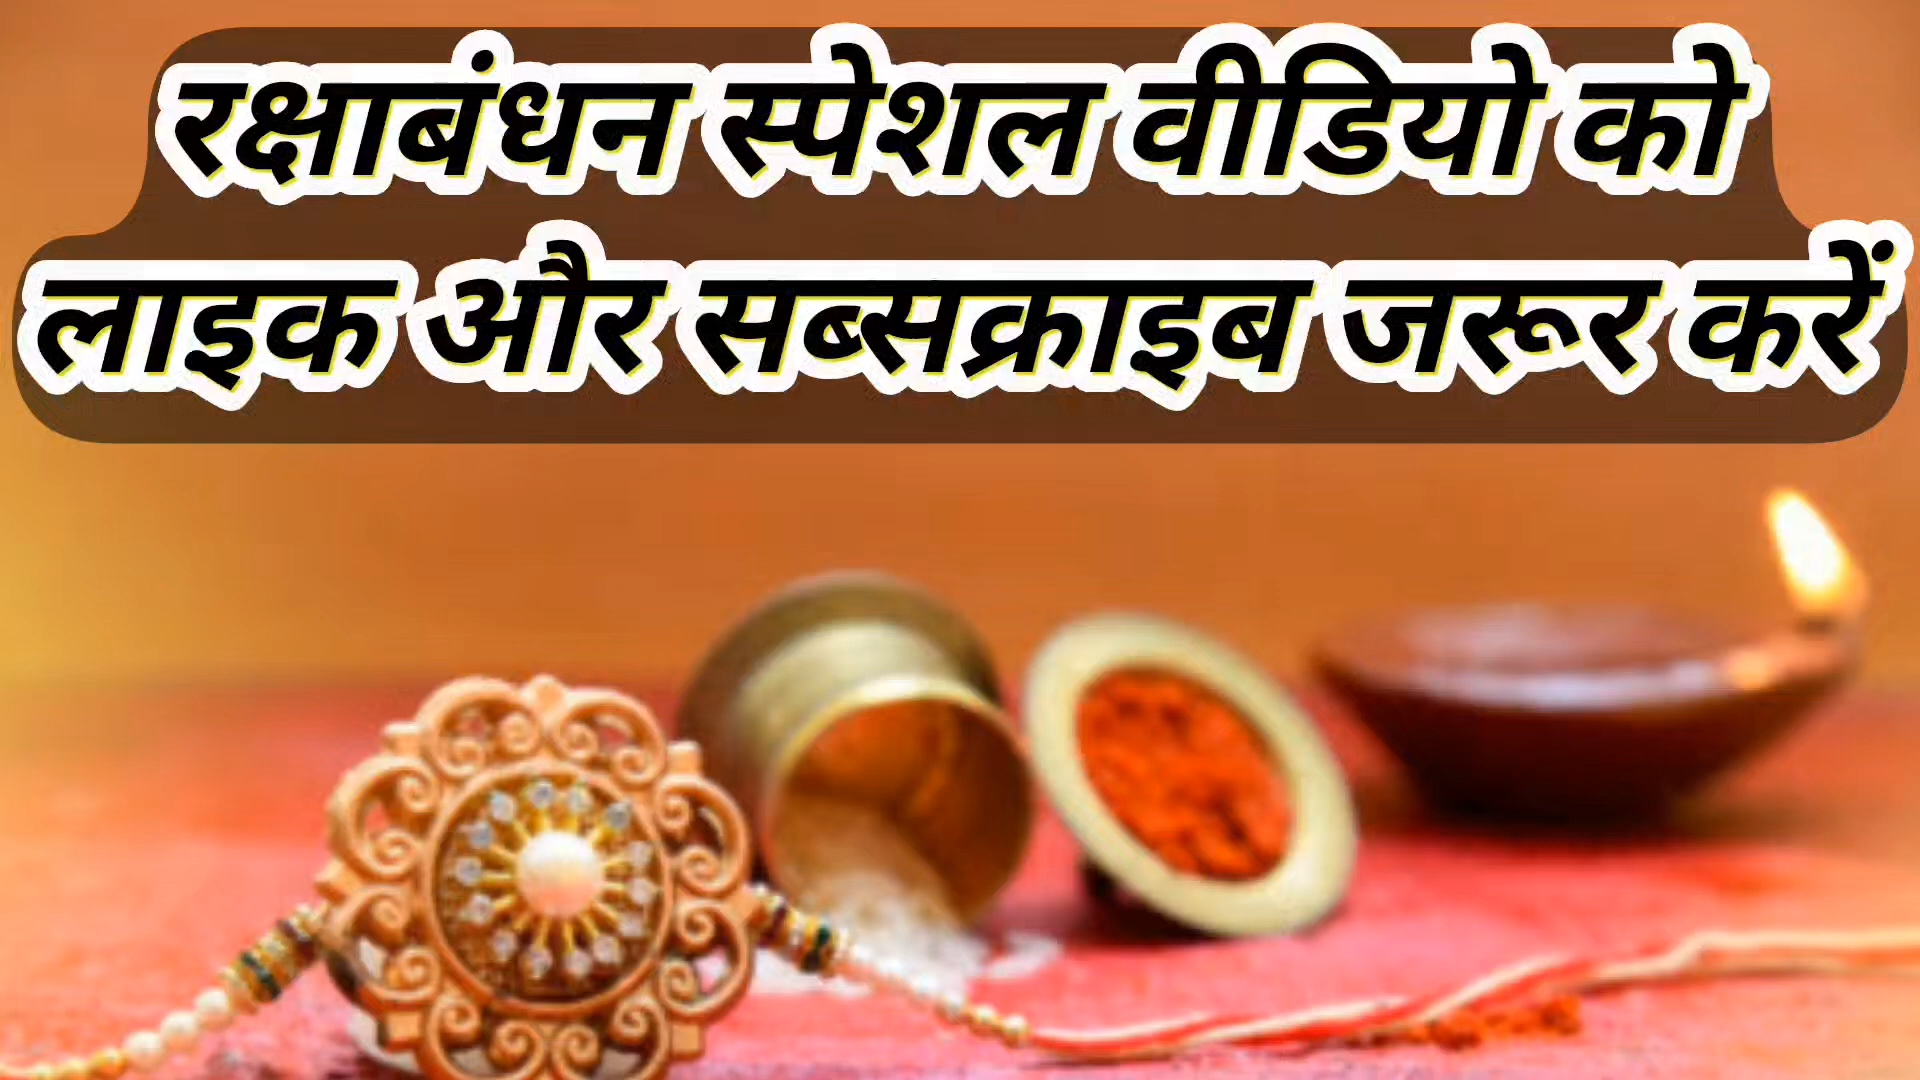 रक्षाबंधन स्पेशल वीडियो को
लाइक और सब्सक्राइब जरूर करें